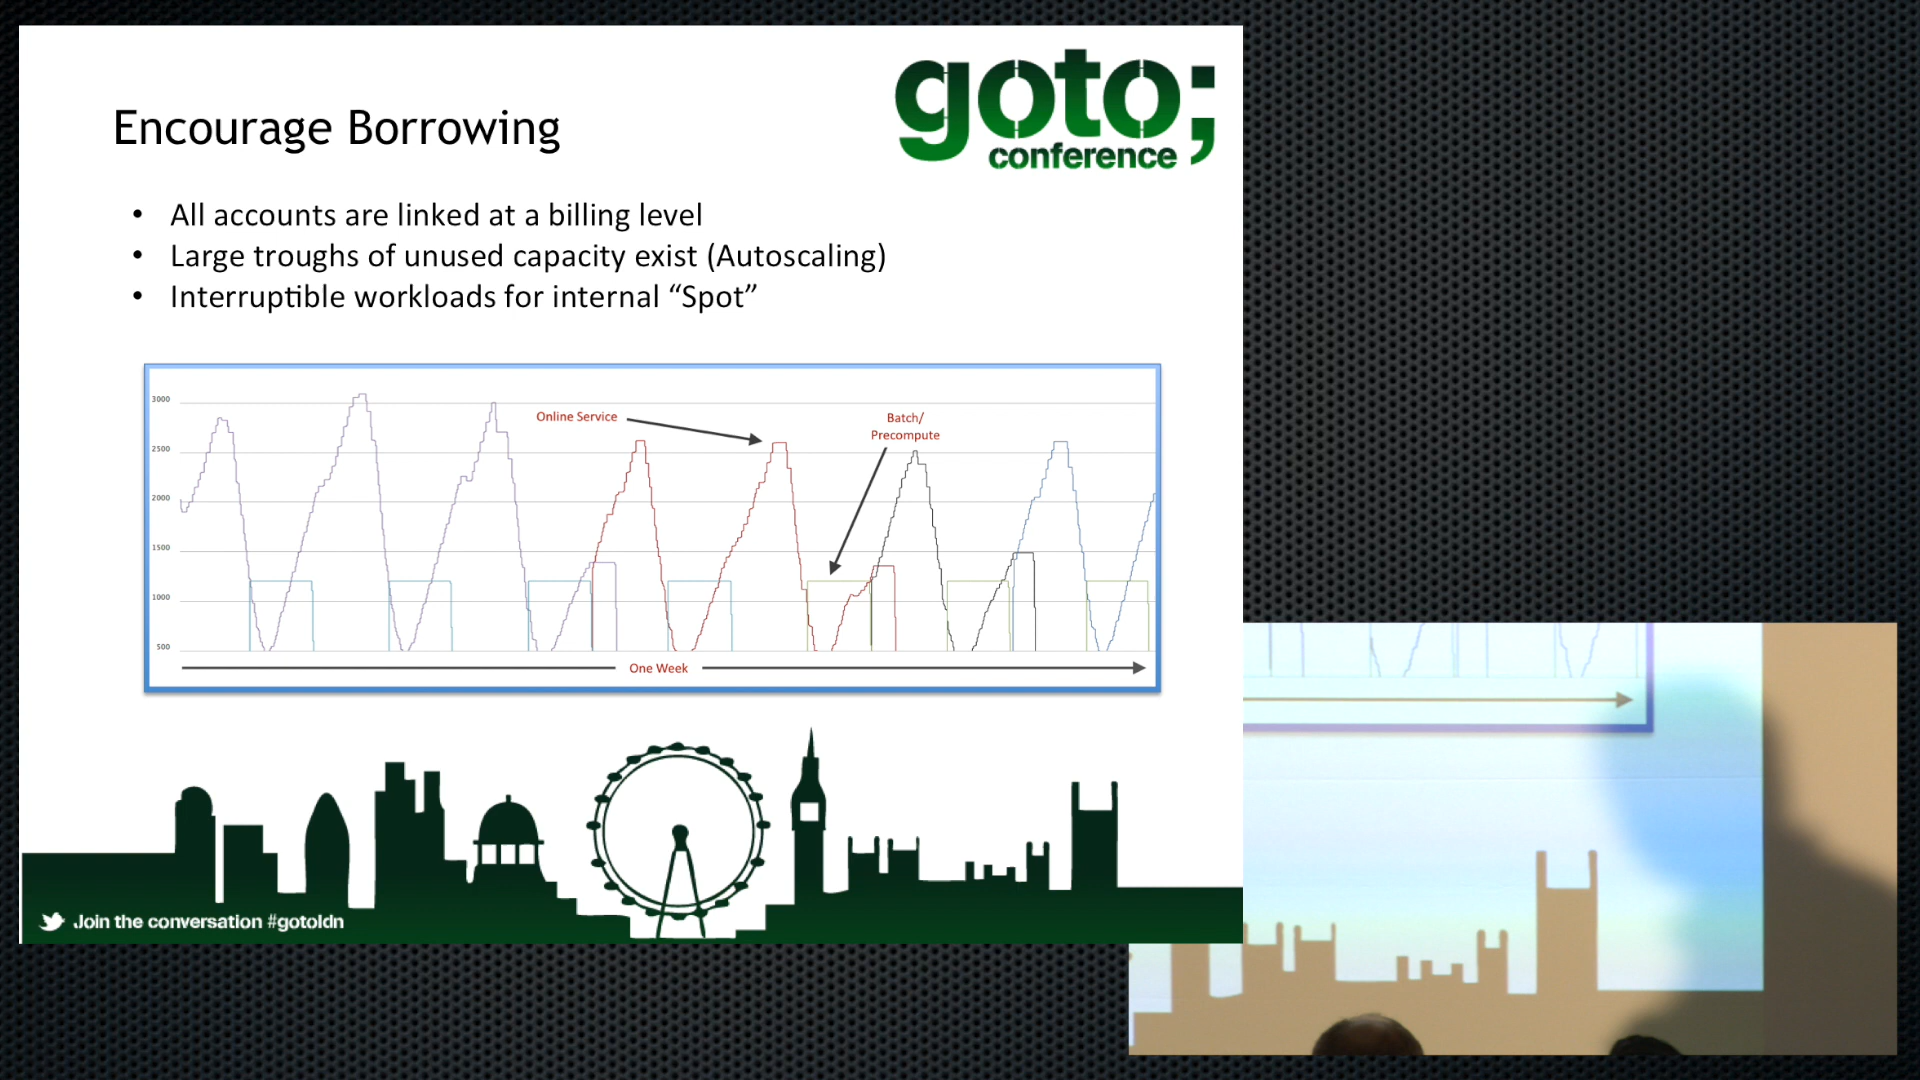 goto;
conference
Encourage Borrowing
• All accounts are linked at a billing level
• Large troughs of unused capacity exist (Autoscaling)
• Interruptible workloads for internal “Spot”
3000
2500
2000
1500
1000
500
Online Service
Batch/
Precompute
One Week
Join the conversation #gotoldn